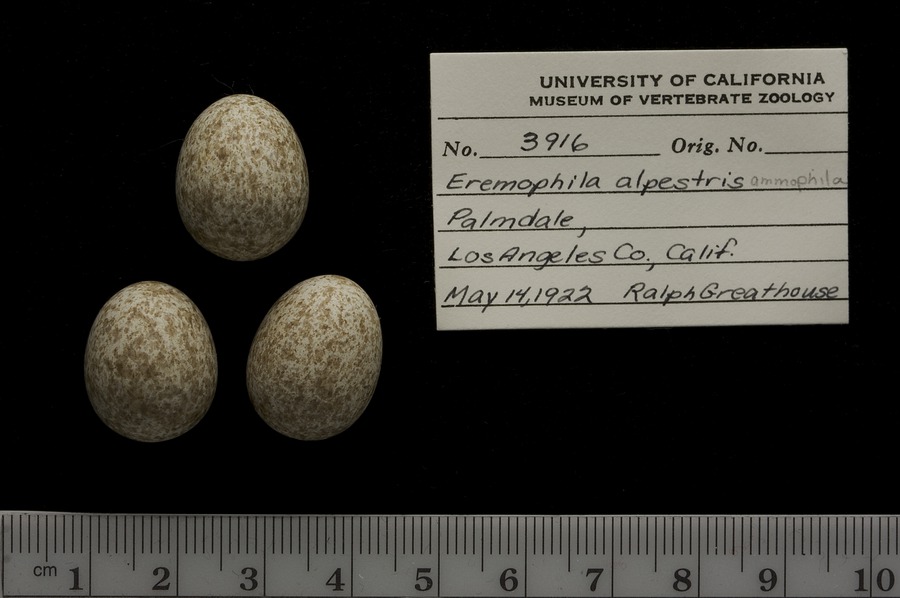 UNIVERSITY OF CALIFORNIA
MUSEUM OF VERTEBRATE ZOOLOGY
No. 3916 Orig. No.
Eremophila alpestris ammophila
Palmdale,
Los Angeles Co., Calif.
May 14, 1922 Ralph Greathouse
cm 1 2 3 4 5 6 7 8 9 10